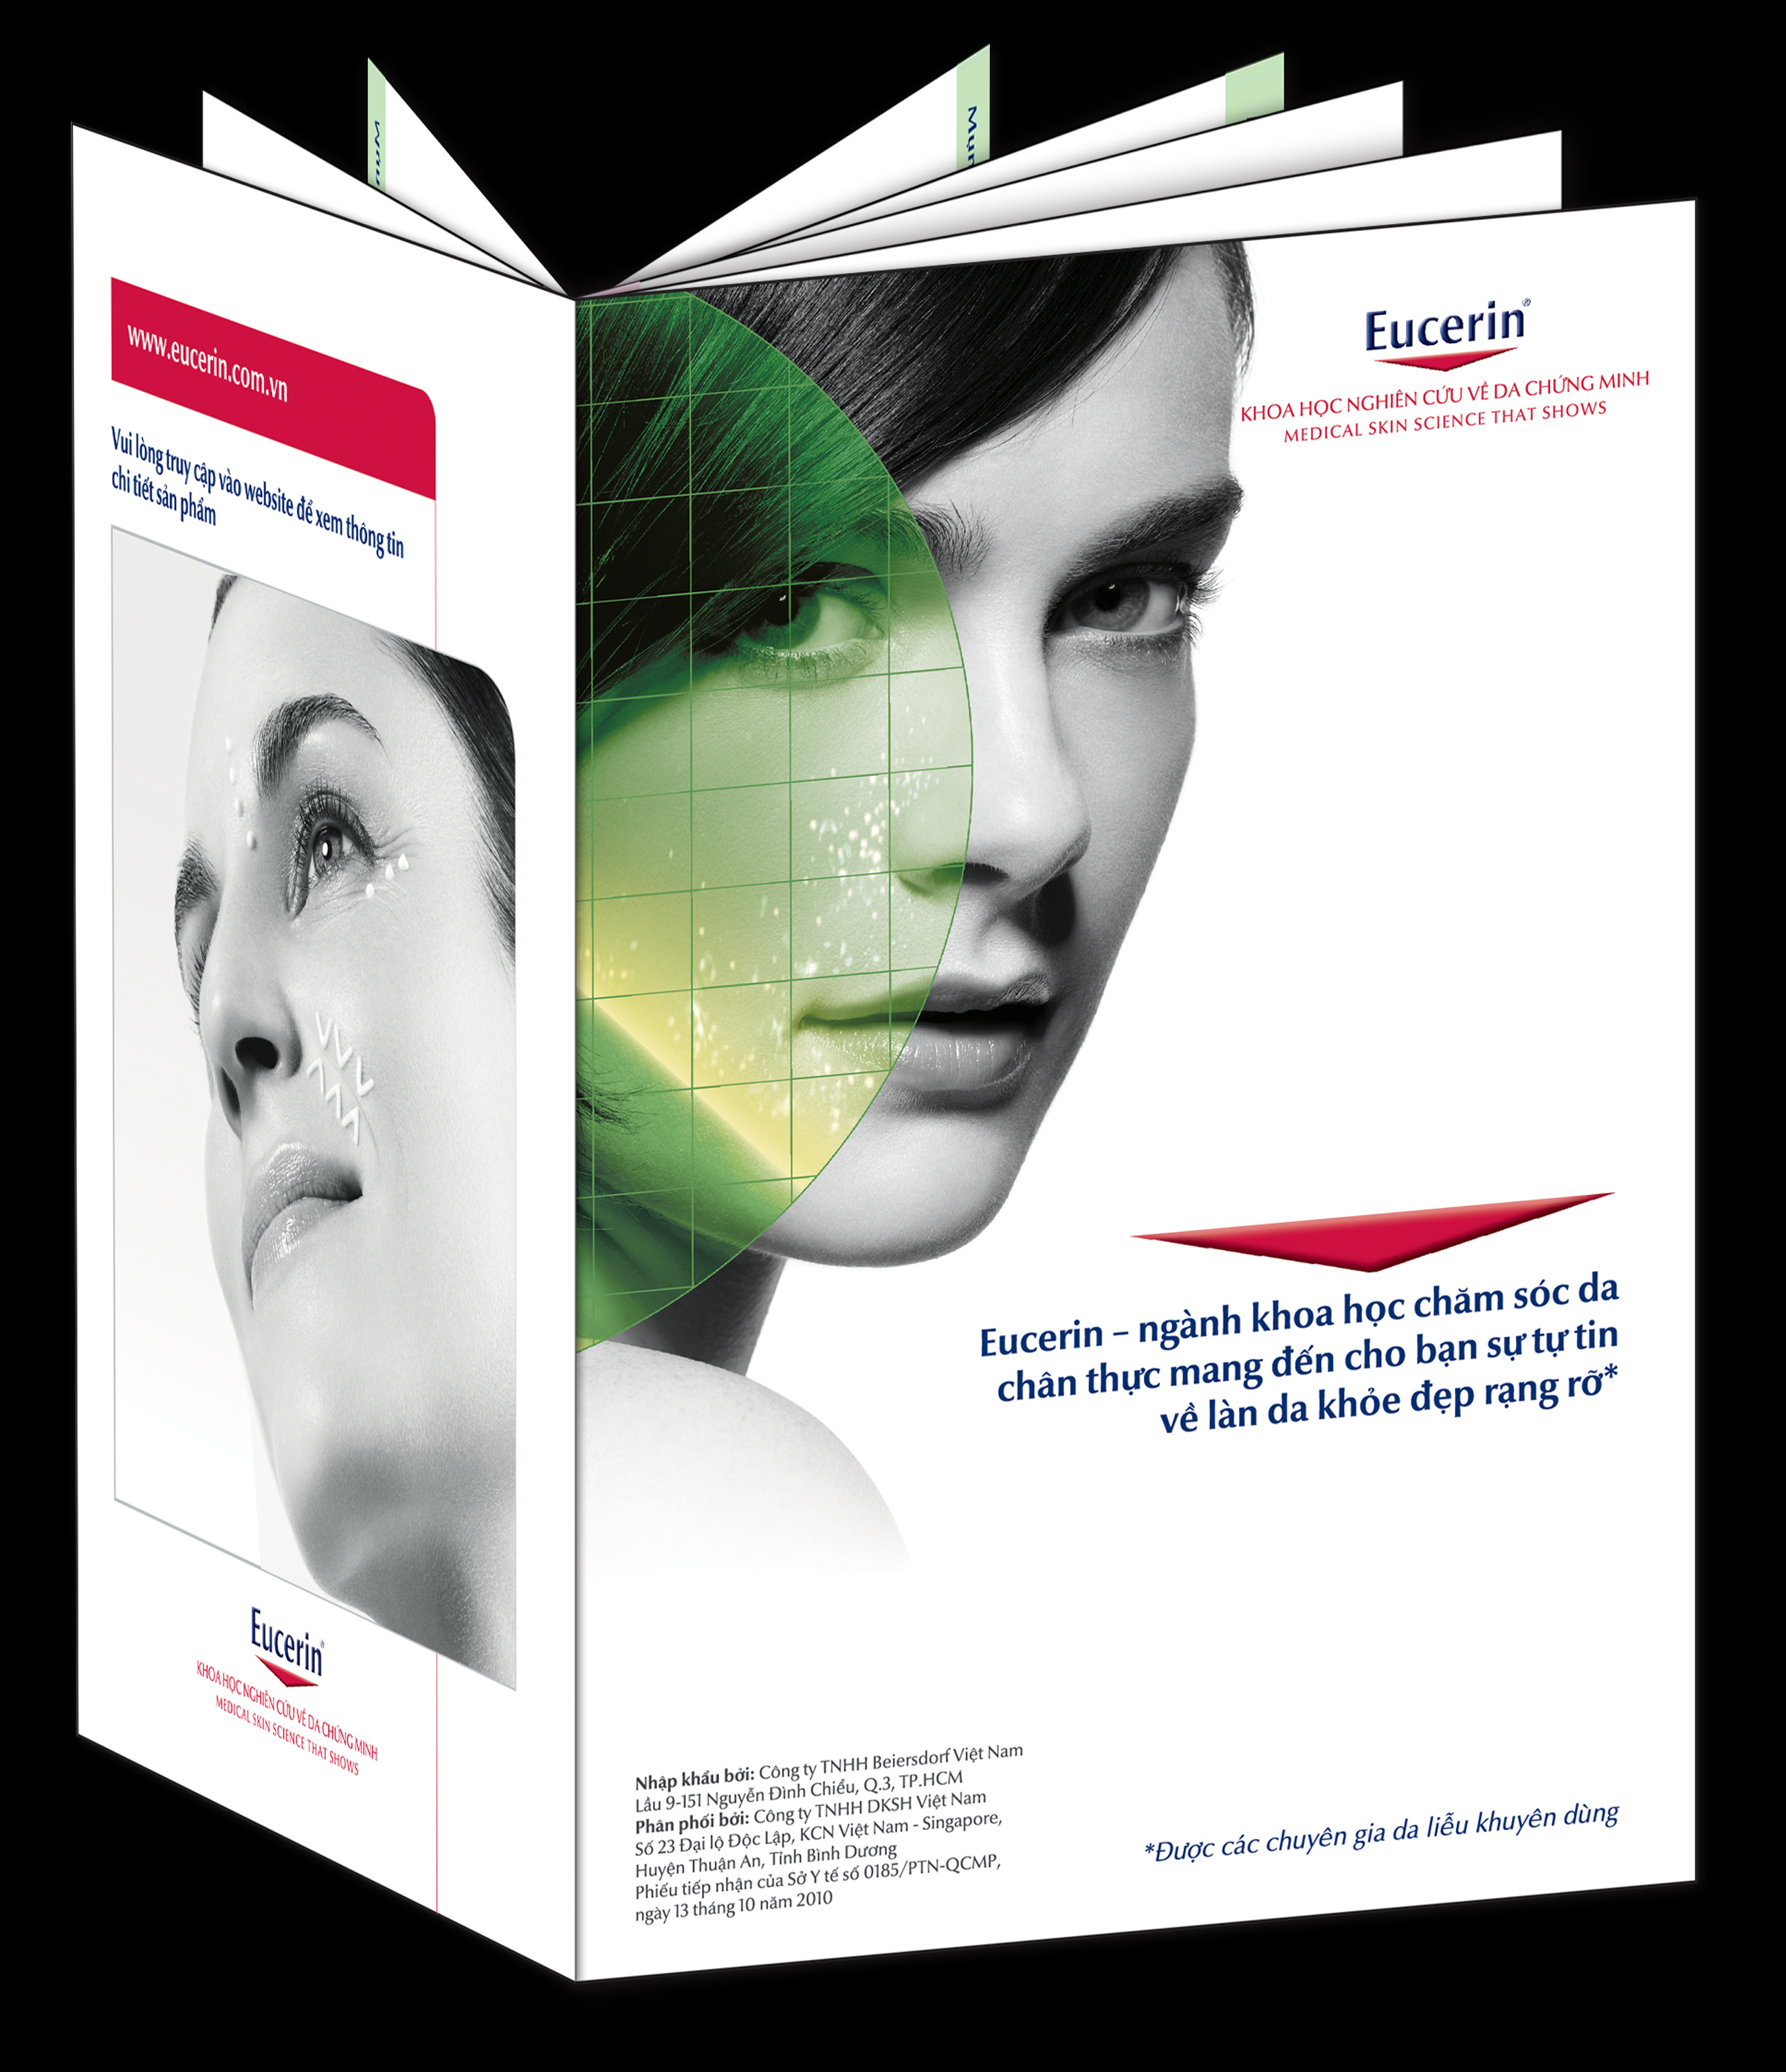 www.eucerin.com.vn
Vui lòng truy cập vào website để xem thông tin
chi tiết sản phẩm
Eucerin®
KHOA HỌC NGHIÊN CỨU VỀ DA CHỨNG MINH
MEDICAL SKIN SCIENCE THAT SHOWS
Eucerin®
KHOA HỌC NGHIÊN CỨU VỀ DA CHỨNG MINH
MEDICAL SKIN SCIENCE THAT SHOWS
Eucerin – ngành khoa học chăm sóc da
chân thực mang đến cho bạn sự tự tin
về làn da khỏe đẹp rạng rỡ*
Nhập khẩu bởi: Công ty TNHH Beiersdorf Việt Nam
Lầu 9-151 Nguyễn Đình Chiểu, Q.3, TP.HCM
Phân phối bởi: Công ty TNHH DKSH Việt Nam
Số 23 Đại lộ Độc Lập, KCN Việt Nam - Singapore,
Huyện Thuận An, Tỉnh Bình Dương
Phiếu tiếp nhận của Sở Y tế số 0185/PTN-QCMP,
ngày 13 tháng 10 năm 2010
*Được các chuyên gia da liễu khuyên dùng